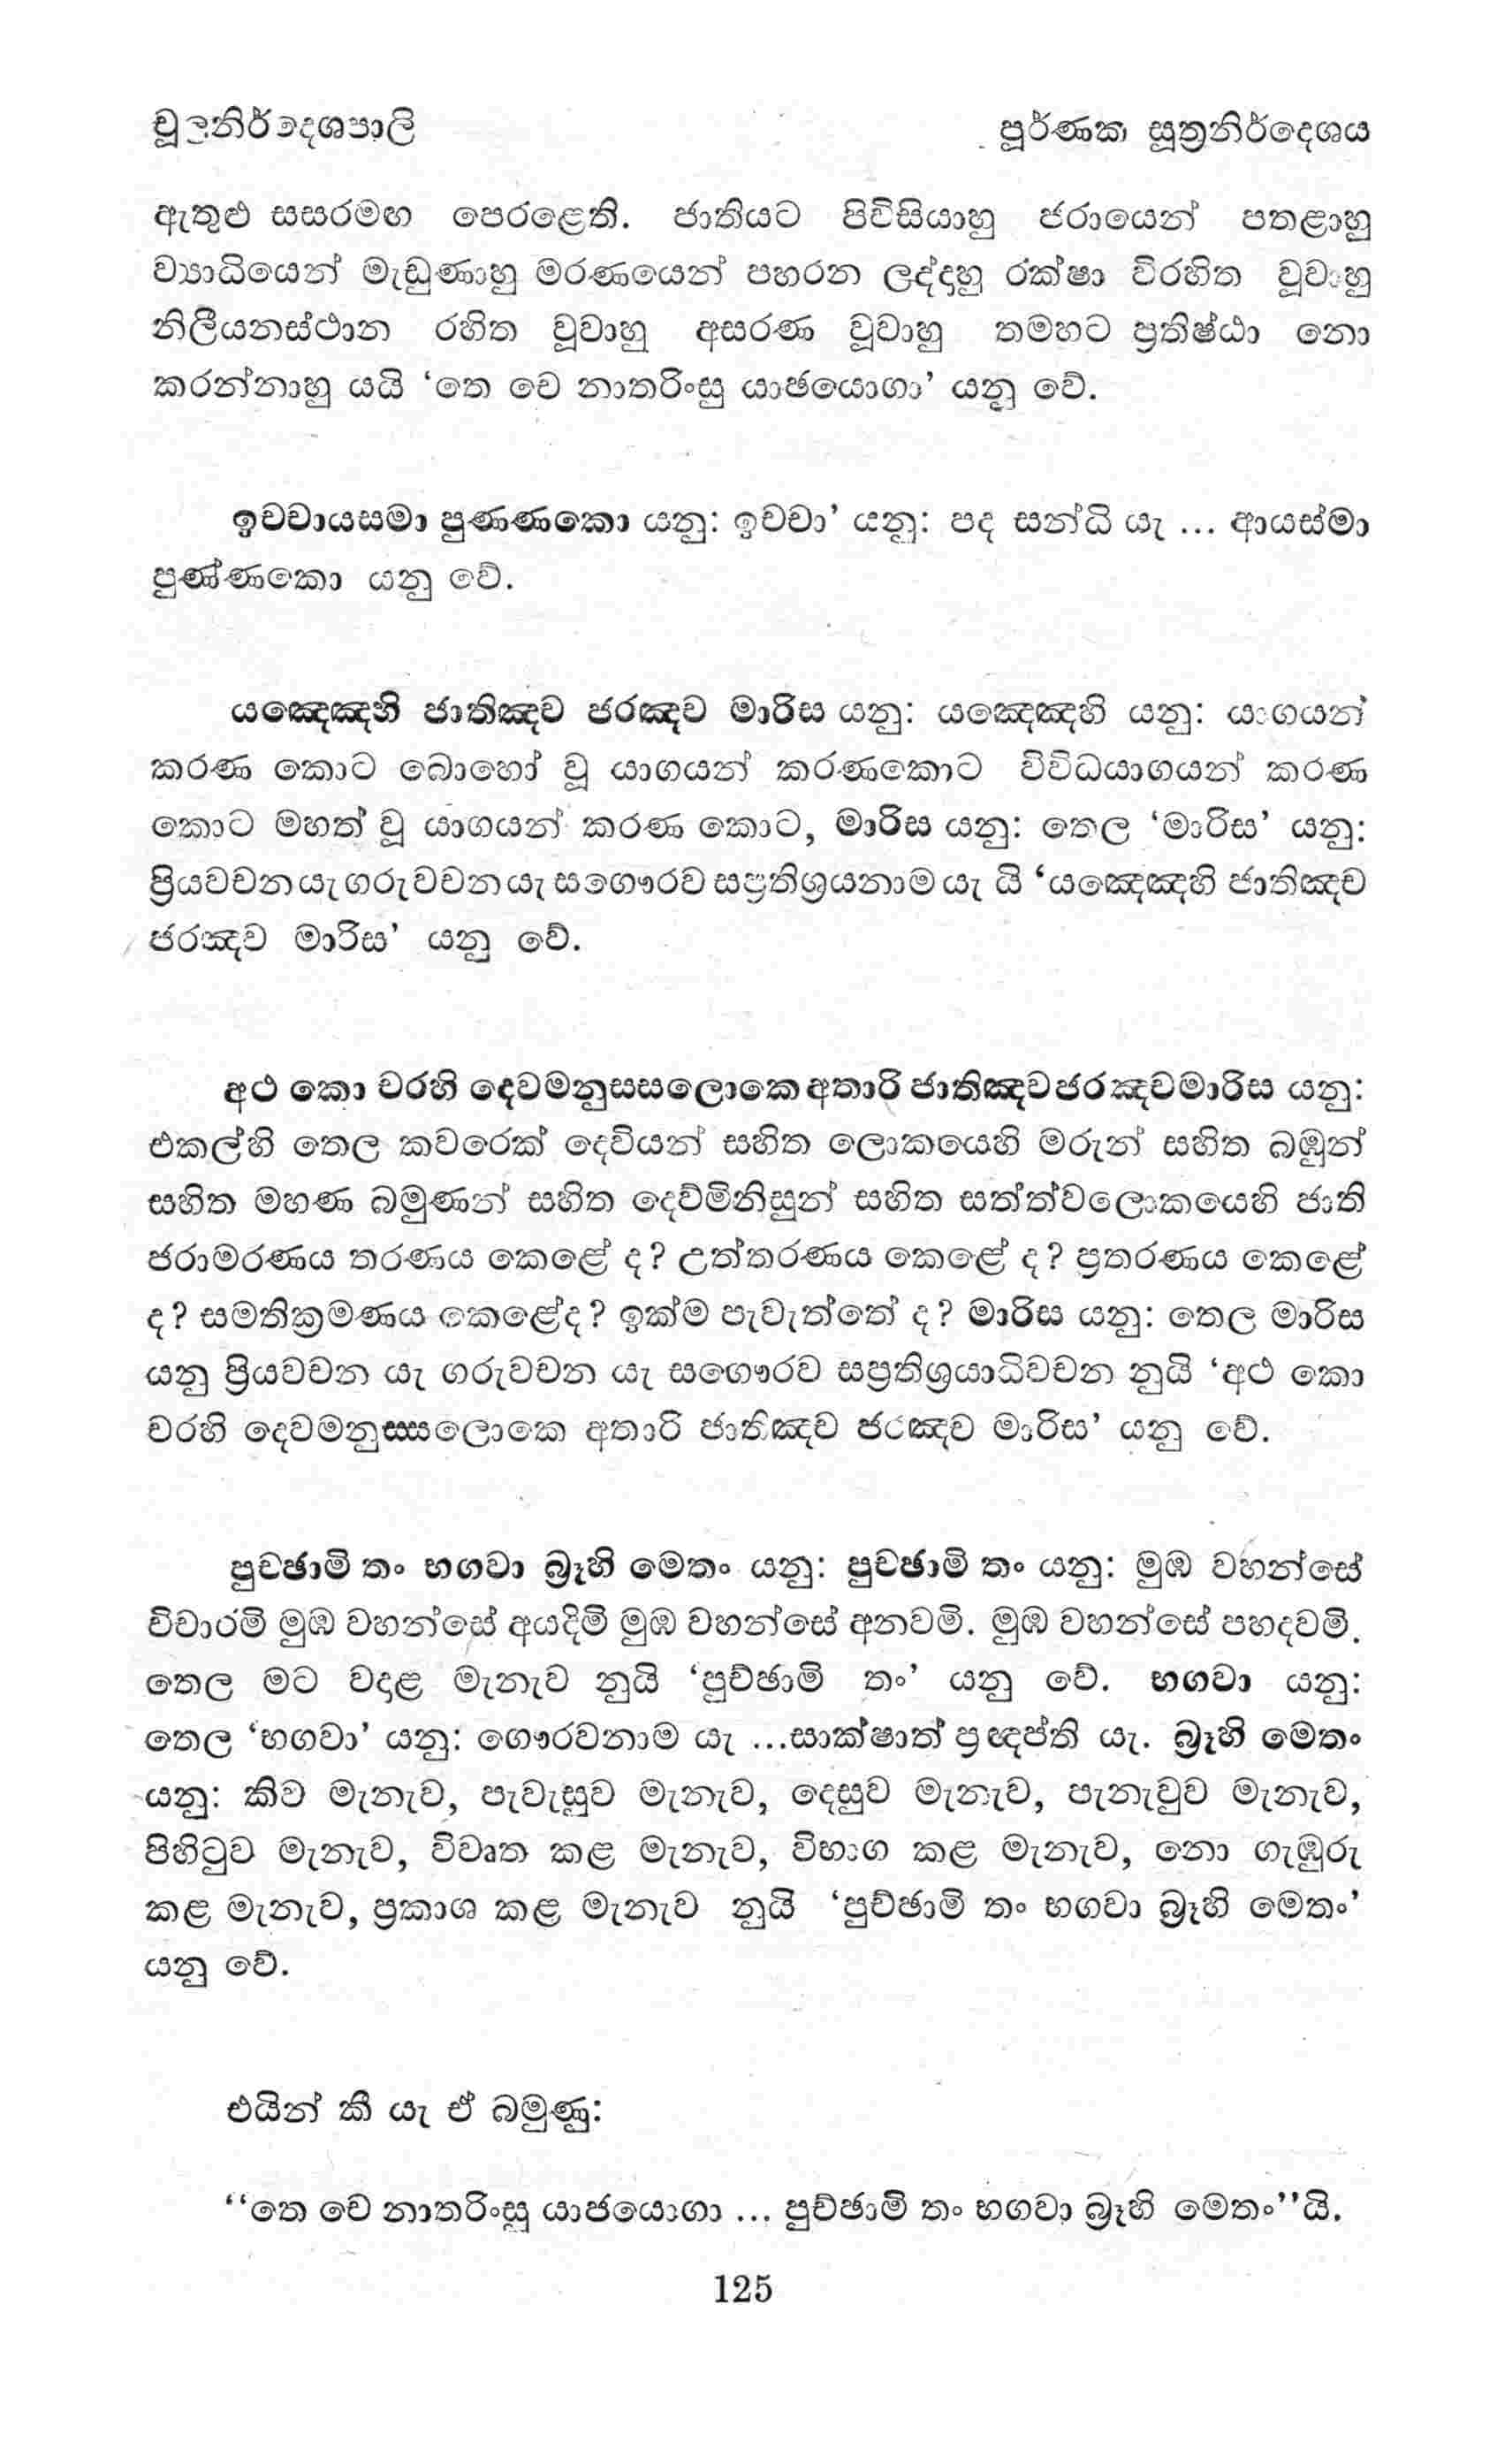 චූලනිර්දෙශපාලි පූර්ණක සූත්‍රනිර්දෙශය
ඇතුළු සසරමඟ පෙරළෙති. ජාතියට පිවිසියාහු ජරායෙන් පතළාහු
ව්‍යාධියෙන් මැඩුණාහු මරණයෙන් පහරන ලද්දහු රක්ෂා විරහිත වූවාහු
නිලීයනස්ථාන රහිත වූවාහු අසරණ වූවාහු තමහට ප්‍රතිෂ්ඨා නො
කරන්නාහු යයි ‘තෙ චෙ නාතරිංසු යාඡයොගා’ යනු වේ.
ඉච්චායස්මා පුණ්ණකො යනු: ඉච්චා’ යනු: පද සන්ධි යැ ... ආයස්මා
පුණ්ණකො යනු වේ.
යඤ්ඤෙහි ජාතිඤ්ච ජරඤ්ච මාරිස යනු: යඤ්ඤෙහි යනු: යාගයන්
කරණ කොට බොහෝ වූ යාගයන් කරණකොට විවිධයාගයන් කරණ
කොට මහත් වූ යාගයන් කරණ කොට, මාරිස යනු: තෙල ‘මාරිස’ යනු:
ප්‍රියවචන යැ ගරු වචන යැ සගෞරව සප්‍රතිශ්‍රයනාම යැ යි ‘යඤ්ඤෙහි ජාතිඤ්ච
ජරඤ්ච මාරිස’ යනු වේ.
අථ කො චරහි දෙවමනුස්සලොකෙ අතාරි ජාතිඤ්ච ජරඤ්ච මාරිස යනු:
එකල්හි තෙල කවරෙක් දෙවියන් සහිත ලොකයෙහි මරුන් සහිත බඹුන්
සහිත මහණ බමුණන් සහිත දෙව්මිනිසුන් සහිත සත්ත්වලොකයෙහි ජාති
ජරාමරණය තරණය කෙළේ ද? උත්තරණය කෙළේ ද? ප්‍රතරණය කෙළේ
ද? සමතික්‍රමණය කෙළේද? ඉක්ම පැවැත්තේ ද? මාරිස යනු: තෙල මාරිස
යනු ප්‍රියවචන යැ ගරුවචන යැ සගෞරව සප්‍රතිශ්‍රයාධිවචන නුයි ‘අථ කො
චරහි දෙවමනුස්සලොකෙ අතාරි ජාතිඤ්ච ජරඤ්ච මාරිස’ යනු වේ.
පුච්ඡාමි තං භගවා බ්‍රෑහි මෙතං යනු: පුච්ඡාමි තං යනු: මුඹ වහන්සේ
විචාරමි මුඹ වහන්සේ අයදිමි මුඹ වහන්සේ අනවමි. මුඹ වහන්සේ පහදවමි.
තෙල මට වදාළ මැනැව නුයි ‘පුච්ඡාමි තං’ යනු වේ. භගවා යනු:
තෙල ‘භගවා’ යනු: ගෞරවනාම යැ ...සාක්ෂාත් ප්‍රඥප්ති යැ. බ්‍රෑහි මෙතං
යනු: කිව මැනැව, පැවැසුව මැනැව, දෙසුව මැනැව, පැනැවුව මැනැව,
පිහිටුව මැනැව, විවෘත කළ මැනැව, විභාග කළ මැනැව, නො ගැඹුරු
කළ මැනැව, ප්‍රකාශ කළ මැනැව නුයි ‘පුච්ඡාමි තං භගවා බ්‍රෑහි මෙතං’
යනු වේ.
එයින් කී යැ ඒ බමුණු:
“තෙ චෙ නාතරිංසු යාජයොගා ... පුච්ඡාමි තං භගවා බ්‍රෑහි මෙතං”යි.
125